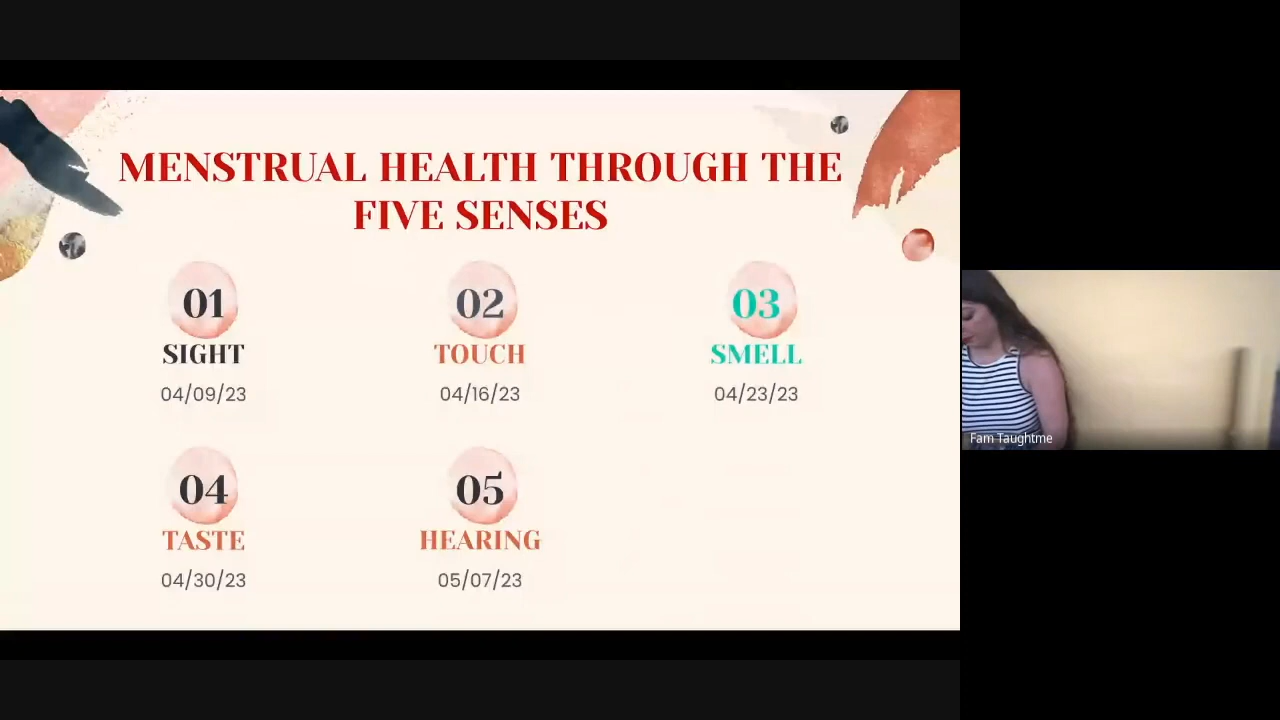 MENSTRUAL HEALTH THROUGH THE
FIVE SENSES
01
SIGHT
04/09/23
02
TOUCH
04/16/23
03
SMELL
04/23/23
04
TASTE
04/30/23
05
HEARING
05/07/23
Fam Taughtme